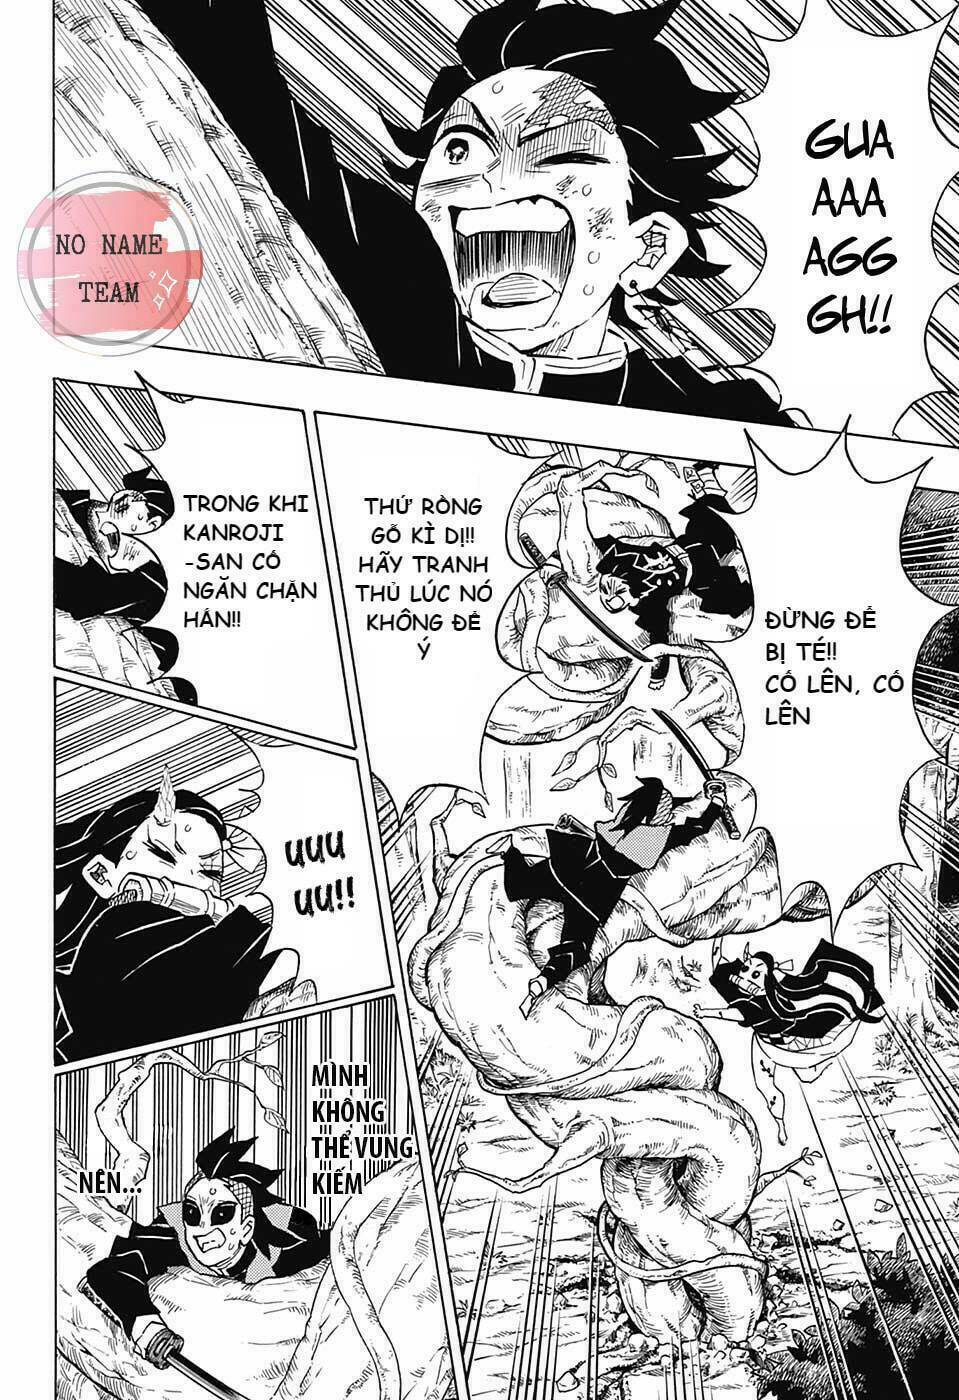 GUA
AAA
AGG
GH!!
NO NAME
TEAM
ĐỪNG ĐỂ
BỊ TÉ!!
CỐ LÊN, CỐ
LÊN
THỨ RÒNG
GỖ KÌ DỊ!!
HÃY TRANH
THỦ LÚC NÓ
KHÔNG ĐỂ
Ý
TRONG KHI
KANROJI
-SAN CỐ
NGĂN CHẶN
HẮN!!
UUU
UU!!
MÌNH
KHÔNG
THỂ VUNG
KIẾM
NÊN...